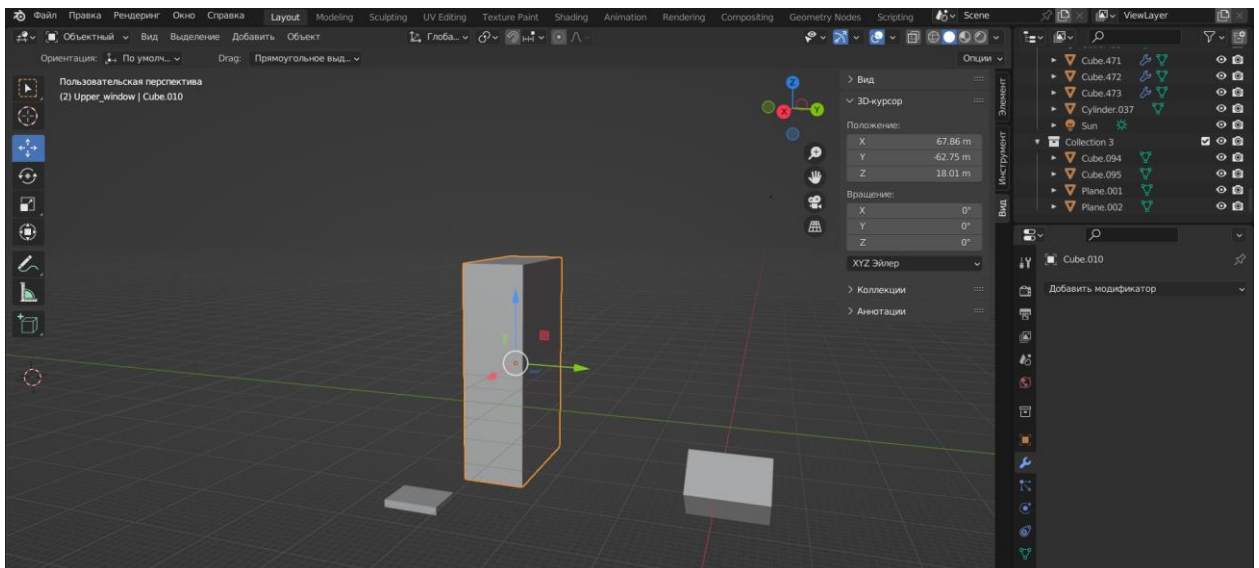 Файл Правка Рендеринг Окно Справка Layout Modeling Sculpting UV Editing Texture Paint Shading Animation Rendering Compositing Geometry Nodes Scripting Scene ViewLayer
Объектный Вид Выделение Добавить Объект Глоба...
Ориентация: По умолч... Drag: Прямоугольное выд... Опции
Пользовательская перспектива
(2) Upper_window | Cube.010
Z
X
Y
Вид
3D-курсор
Положение:
X 67.86 m
Y -62.75 m
Z 18.01 m
Вращение:
X 0°
Y 0°
Z 0°
XYZ Эйлер
Коллекции
Аннотации
Элемент
Инструмент
Вид
Cube.471
Cube.472
Cube.473
Cylinder.037
Sun
Collection 3
Cube.094
Cube.095
Plane.001
Plane.002
Cube.010
Добавить модификатор